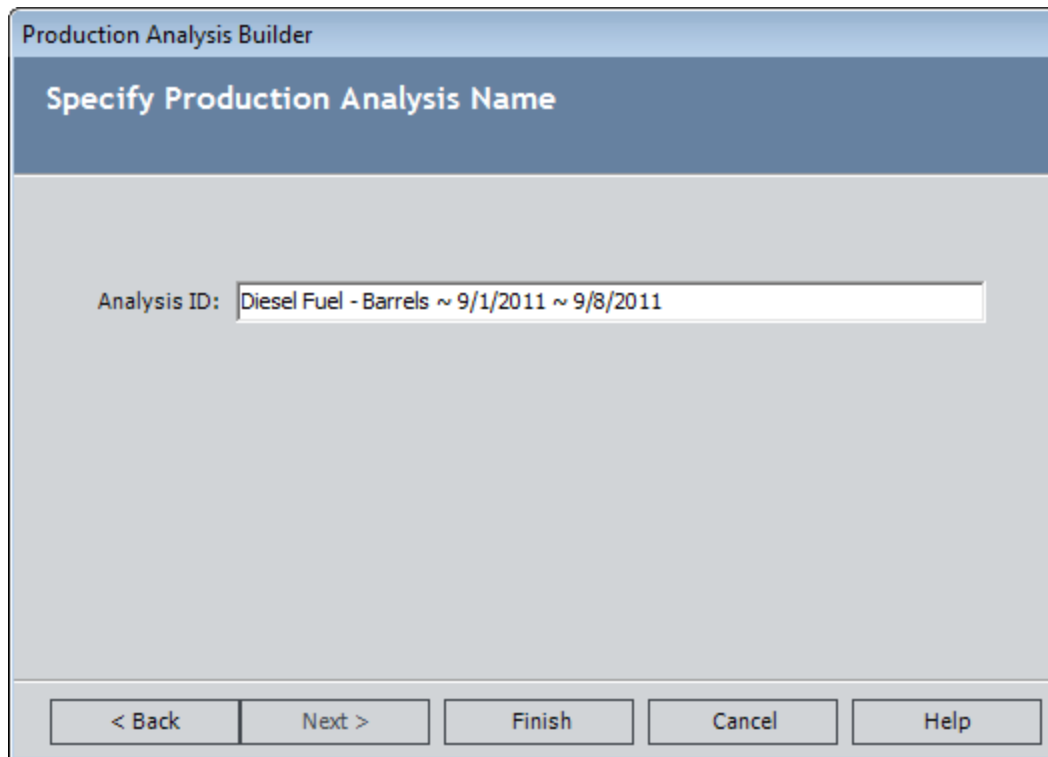 Production Analysis Builder
Specify Production Analysis Name
Analysis ID: Diesel Fuel - Barrels ~ 9/1/2011 ~ 9/8/2011
< Back Next > Finish Cancel Help